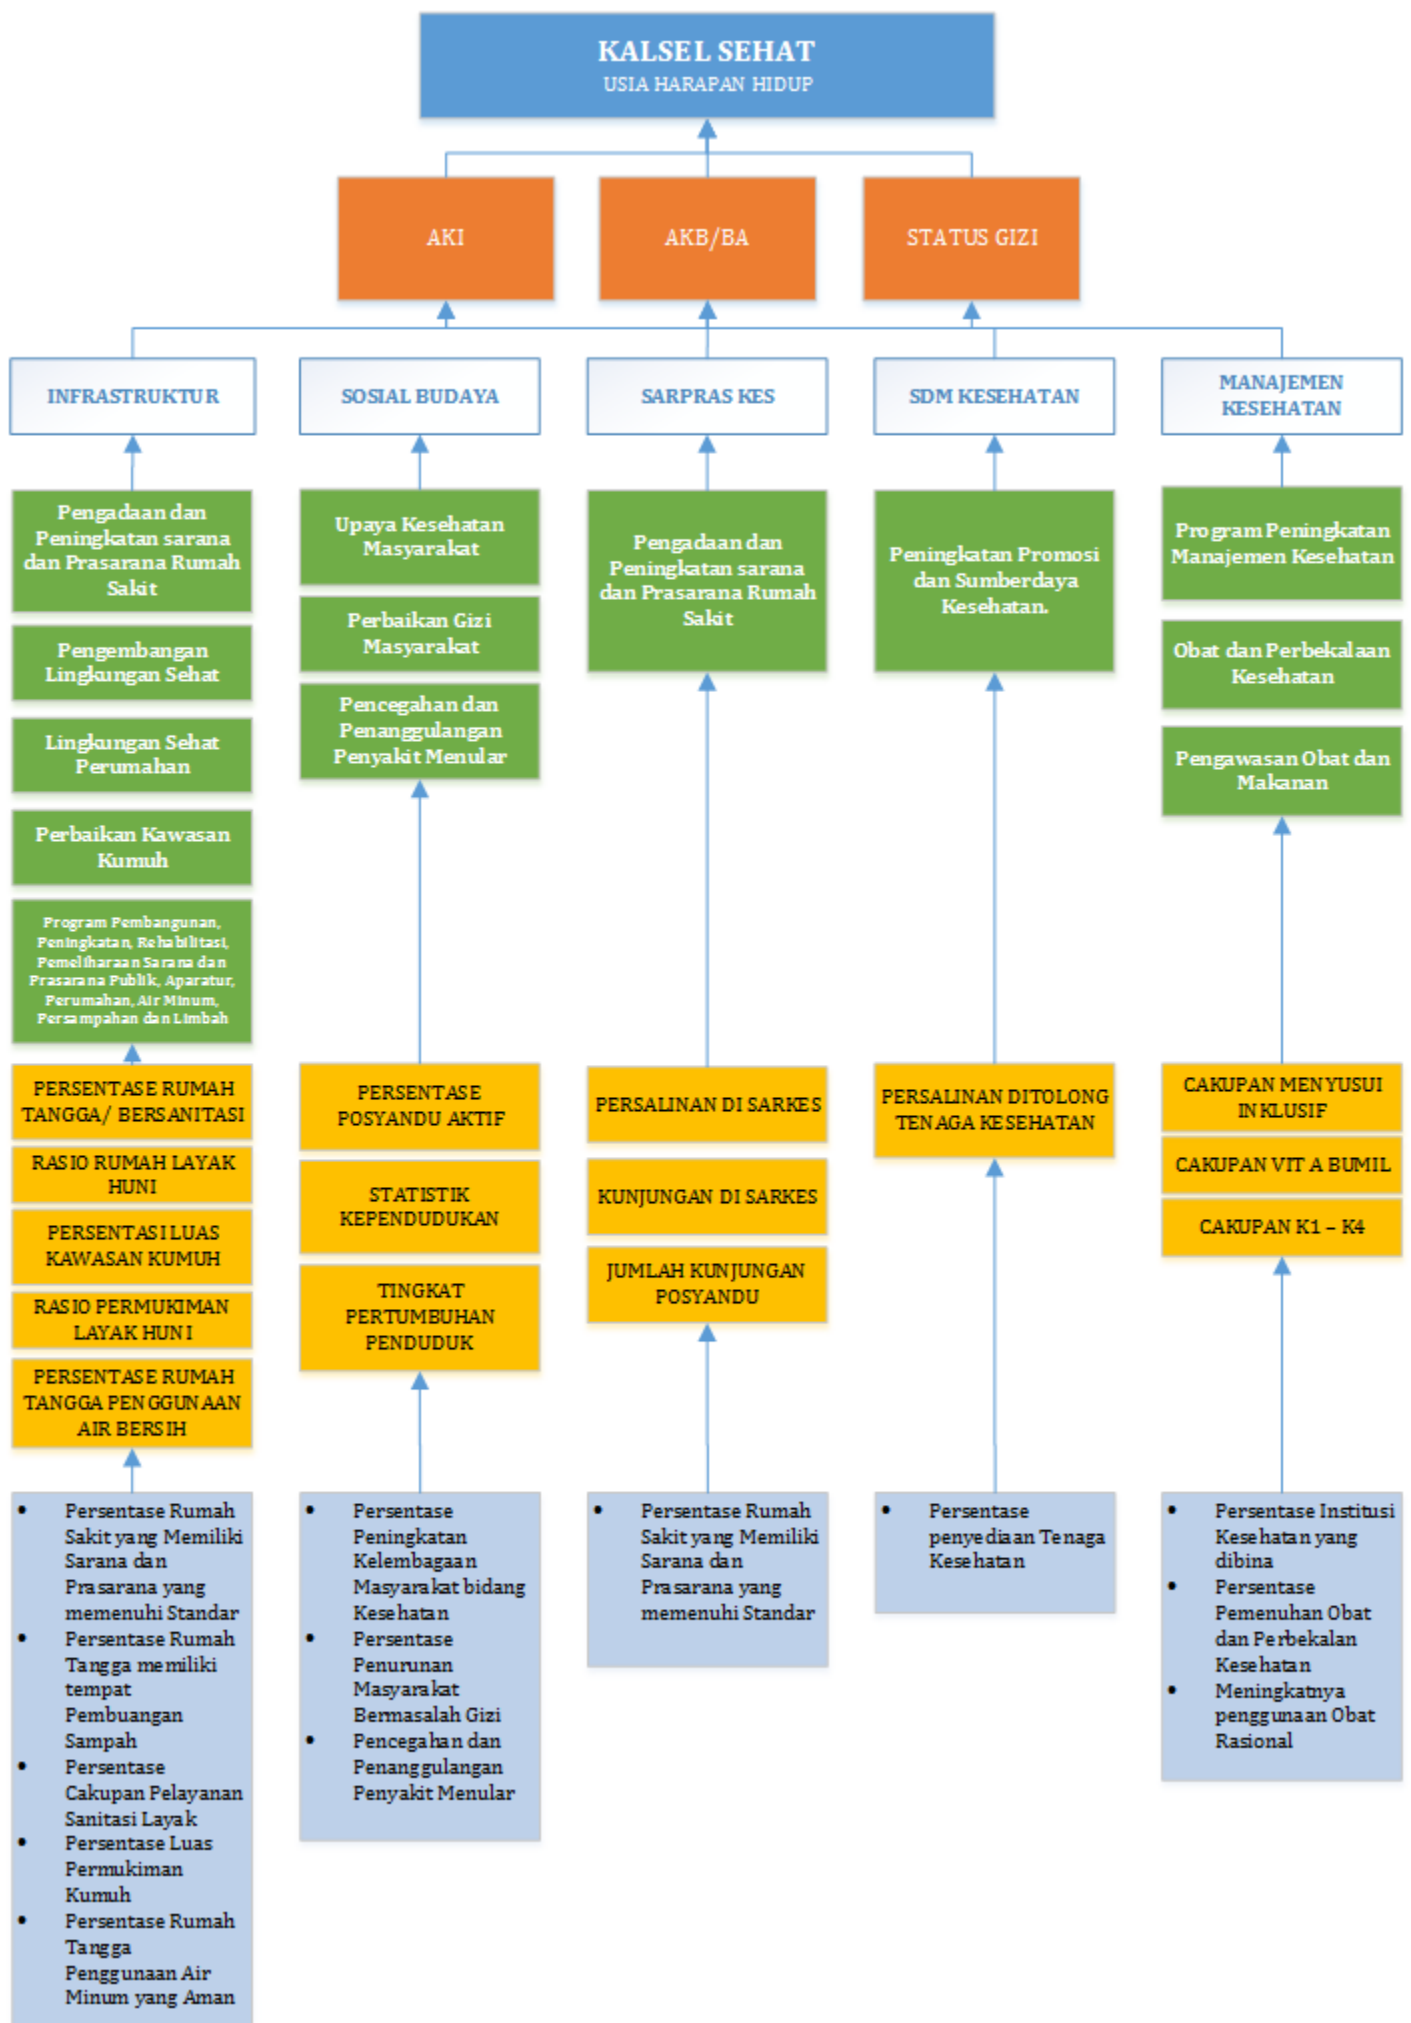 KALSEL SEHAT
USIA HARAPAN HIDUP
AKI
AKB/BA
STATUS GIZI
INFRASTRUKTUR
SOSIAL BUDAYA
SARPRAS KES
SDM KESEHATAN
MANAJEMEN
KESEHATAN
Pengadaan dan
Peningkatan sarana
dan Prasarana Rumah
Sakit
Pengembangan
Lingkungan Sehat
Lingkungan Sehat
Perumahan
Perbaikan Kawasan
Kumuh
Program Pembangunan,
Peningkatan, Rehabilitasi,
Pemeliharaan Sarana dan
Prasarana Publik, Aparatur,
Perumahan, Air Minum,
Persampahan dan Limbah
Upaya Kesehatan
Masyarakat
Perbaikan Gizi
Masyarakat
Pencegahan dan
Penanggulangan
Penyakit Menular
Pengadaan dan
Peningkatan sarana
dan Prasarana Rumah
Sakit
Peningkatan Promosi
dan Sumberdaya
Kesehatan.
Program Peningkatan
Manajemen Kesehatan
Obat dan Perbekalaan
Kesehatan
Pengawasan Obat dan
Makanan
PERSENTASE RUMAH
TANGGA/ BERSANITASI
RASIO RUMAH LAYAK
HUNI
PERSENTASI LUAS
KAWASAN KUMUH
RASIO PERMUKIMAN
LAYAK HUNI
PERSENTASE RUMAH
TANGGA PENGGUNAAN
AIR BERSIH
PERSENTASE
POSYANDU AKTIF
STATISTIK
KEPENDUDUKAN
TINGKAT
PERTUMBUHAN
PENDUDUK
PERSALINAN DI SARKES
KUNJUNGAN DI SARKES
JUMLAH KUNJUNGAN
POSYANDU
PERSALINAN DITOLONG
TENAGA KESEHATAN
CAKUPAN MENYUSUI
INKLUSIF
CAKUPAN VIT A BUMIL
CAKUPAN K1 – K4
• Persentase Rumah
Sakit yang Memiliki
Sarana dan
Prasarana yang
memenuhi Standar
• Persentase Rumah
Tangga memiliki
tempat
Pembuangan
Sampah
• Persentase
Cakupan Pelayanan
Sanitasi Layak
• Persentase Luas
Permukiman
Kumuh
• Persentase Rumah
Tangga
Penggunaan Air
Minum yang Aman
• Persentase
Peningkatan
Kelembagaan
Masyarakat bidang
Kesehatan
• Persentase
Penurunan
Masyarakat
Bermasalah Gizi
• Pencegahan dan
Penanggulangan
Penyakit Menular
• Persentase Rumah
Sakit yang Memiliki
Sarana dan
Prasarana yang
memenuhi Standar
• Persentase
penyediaan Tenaga
Kesehatan
• Persentase Institusi
Kesehatan yang
dibina
• Persentase
Pemenuhan Obat
dan Perbekalan
Kesehatan
• Meningkatnya
penggunaan Obat
Rasional